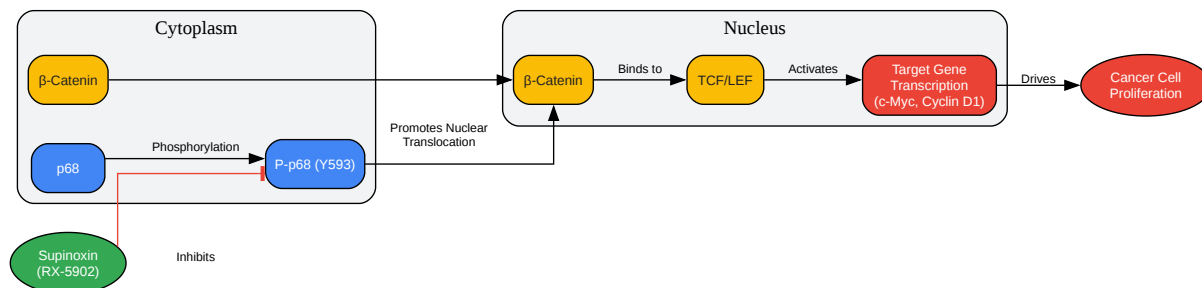 Cytoplasm
Nucleus
β-Catenin
β-Catenin
Binds to
TCF/LEF
Activates
Target Gene
Transcription
(c-Myc, Cyclin D1)
Drives
Cancer Cell
Proliferation
p68
Phosphorylation
P-p68 (Y593)
Promotes Nuclear
Translocation
Supinoxin
(RX-5902)
Inhibits